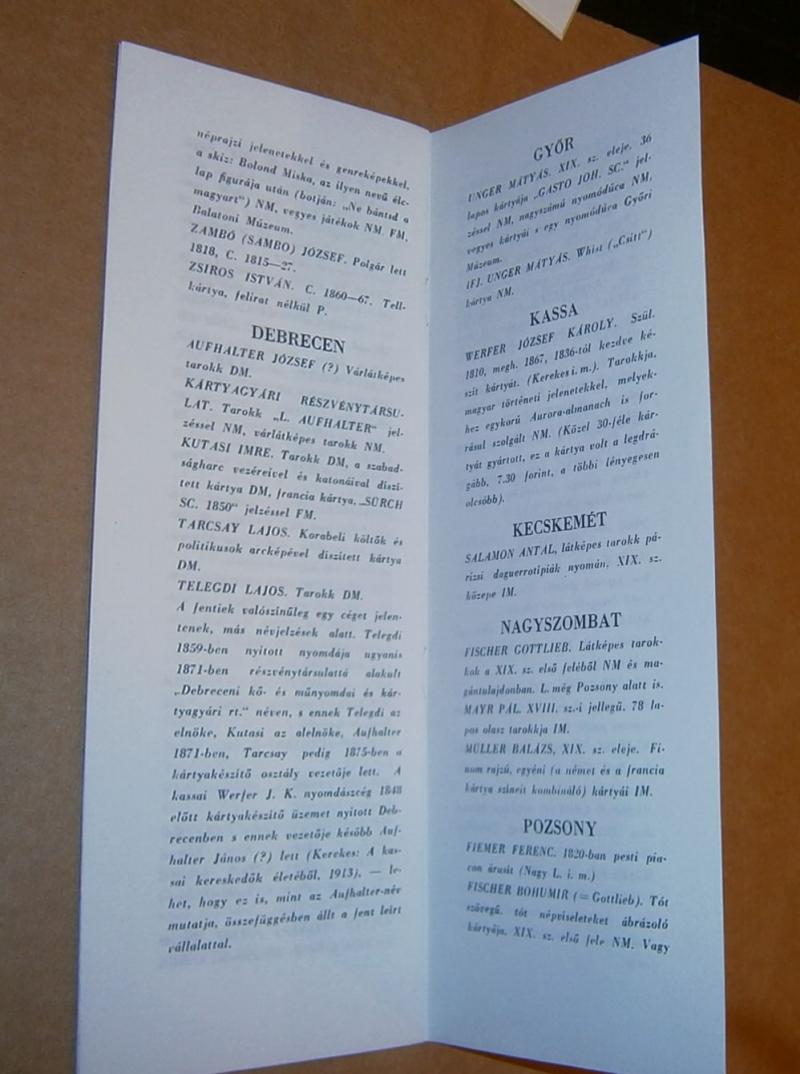 néprajzi jelenetekkel és genreképekkel,
a skiz: Bolond Miska, az ilyen nevű élc-
lap figurája után (botján: „Ne bántsd a
magyart") NM, vegyes játékok NM. FM,
Balatoni Múzeum.
ZAMBÓ (SAMBO) JÓZSEF. Polgár lett
1818, C. 1815—27.
ZSIROS ISTVÁN. C. 1860—67. Tell-
kártya, felirat nélkül P.
DEBRECEN
AUFHALTER JÓZSEF (?) Várlátképes
tarokk DM.
KÁRTYAGYÁRI RÉSZVÉNYTÁRSU-
LAT. Tarokk „L. AUFHALTER" jel-
zéssel NM, várlátképes tarokk NM.
KUTASI IMRE. Tarokk DM, a szabad-
ságharc vezéreivel és katonáival díszí-
tett kártya DM, francia kártya, „SÜRCH
SC. 1850" jelzéssel FM.
TARCSAY LAJOS. Korabeli költők és
politikusok arcképével díszített kártya
DM.
TELEGDI LAJOS. Tarokk DM.
A fentiek valószinűleg egy céget jelen-
tenek, más névjelzések alatt. Telegdi
1859-ben nyitott nyomdája ugyanis
1871-ben részvénytársulattá alakult
„Debreceni kő- és műnyomdai és kár-
tyagyári rt." néven, s ennek Telegdi az
elnöke, Kutasi az alelnöke, Aufhalter
1871-ben, Tarcsay pedig 1875-ben a
kártyakészítő osztály vezetője lett. A
kassai Werfer J. K. nyomdászcég 1848
előtt kártyakészítő üzemet nyitott Deb-
recenben s ennek vezetője később Auf-
halter János (?) lett (Kerekes: A kas-
sai kereskedők életéből, 1913), — le-
het, hogy ez is, mint az Aufhalter-név
mutatja, összefüggésben állt a fent leírt
vállalattal.
GYŐR
UNGER MÁTYÁS. XIX. sz. eleje. 36
lapos kártyája „GASTO JOH. SC." jel-
zéssel NM, nagyszámú nyomódúca NM,
vegyes kártyái s egy nyomódúca Győri
Múzeum.
IFJ. UNGER MÁTYÁS. Whist („Csitt")
kártya NM.
KASSA
WERFER JÓZSEF KÁROLY. Szül.
1810, megh. 1867, 1836-tól kezdve ké-
szít kártyát. (Kerekes i. m.). Tarokkja,
magyar történeti jelenetekkel, melyek-
hez egykorú Aurora-almanach is for-
rásul szolgált NM. (Közel 30-féle kár-
tyát gyártott, ez a kártya volt a legdrá-
gább, 7.30 forint, a többi lényegesen
olcsóbb).
KECSKEMÉT
SALAMON ANTAL, látképes tarokk pá-
rizsi daguerrotipiák nyomán, XIX. sz.
közepe IM.
NAGYSZOMBAT
FISCHER GOTTLIEB. Látképes tarok-
kok a XIX. sz. első feléből NM és ma-
gántulajdonban. L. még Pozsony alatt is.
MAYR PÁL. XVIII. sz.-i jellegű, 78 la-
pos olasz tarokkja IM.
MÜLLER BALÁZS, XIX. sz. eleje. Fi-
nom rajzú, egyéni (a német és a francia
kártya színeit kombináló) kártyái IM.
POZSONY
FIEMER FERENC. 1820-ban pesti pia-
con árusít (Nagy L. i. m.)
FISCHER BOHUMIR (= Gottlieb). Tót
szövegű, tót népviseleteket ábrázoló
kártyája, XIX. sz. első fele NM. Vagy